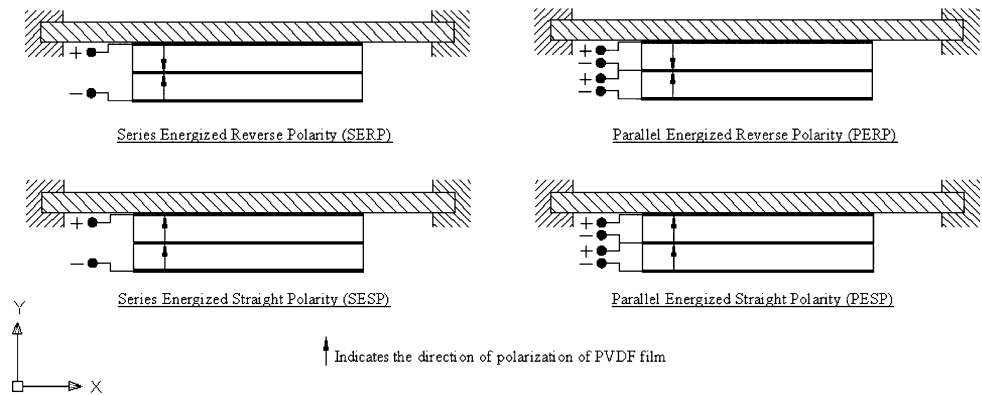 +
−
Series Energized Reverse Polarity (SERP)
+
−
+
−
Parallel Energized Reverse Polarity (PERP)
+
−
Series Energized Straight Polarity (SESP)
+
−
+
−
Parallel Energized Straight Polarity (PESP)
Y
X
Indicates the direction of polarization of PVDF film